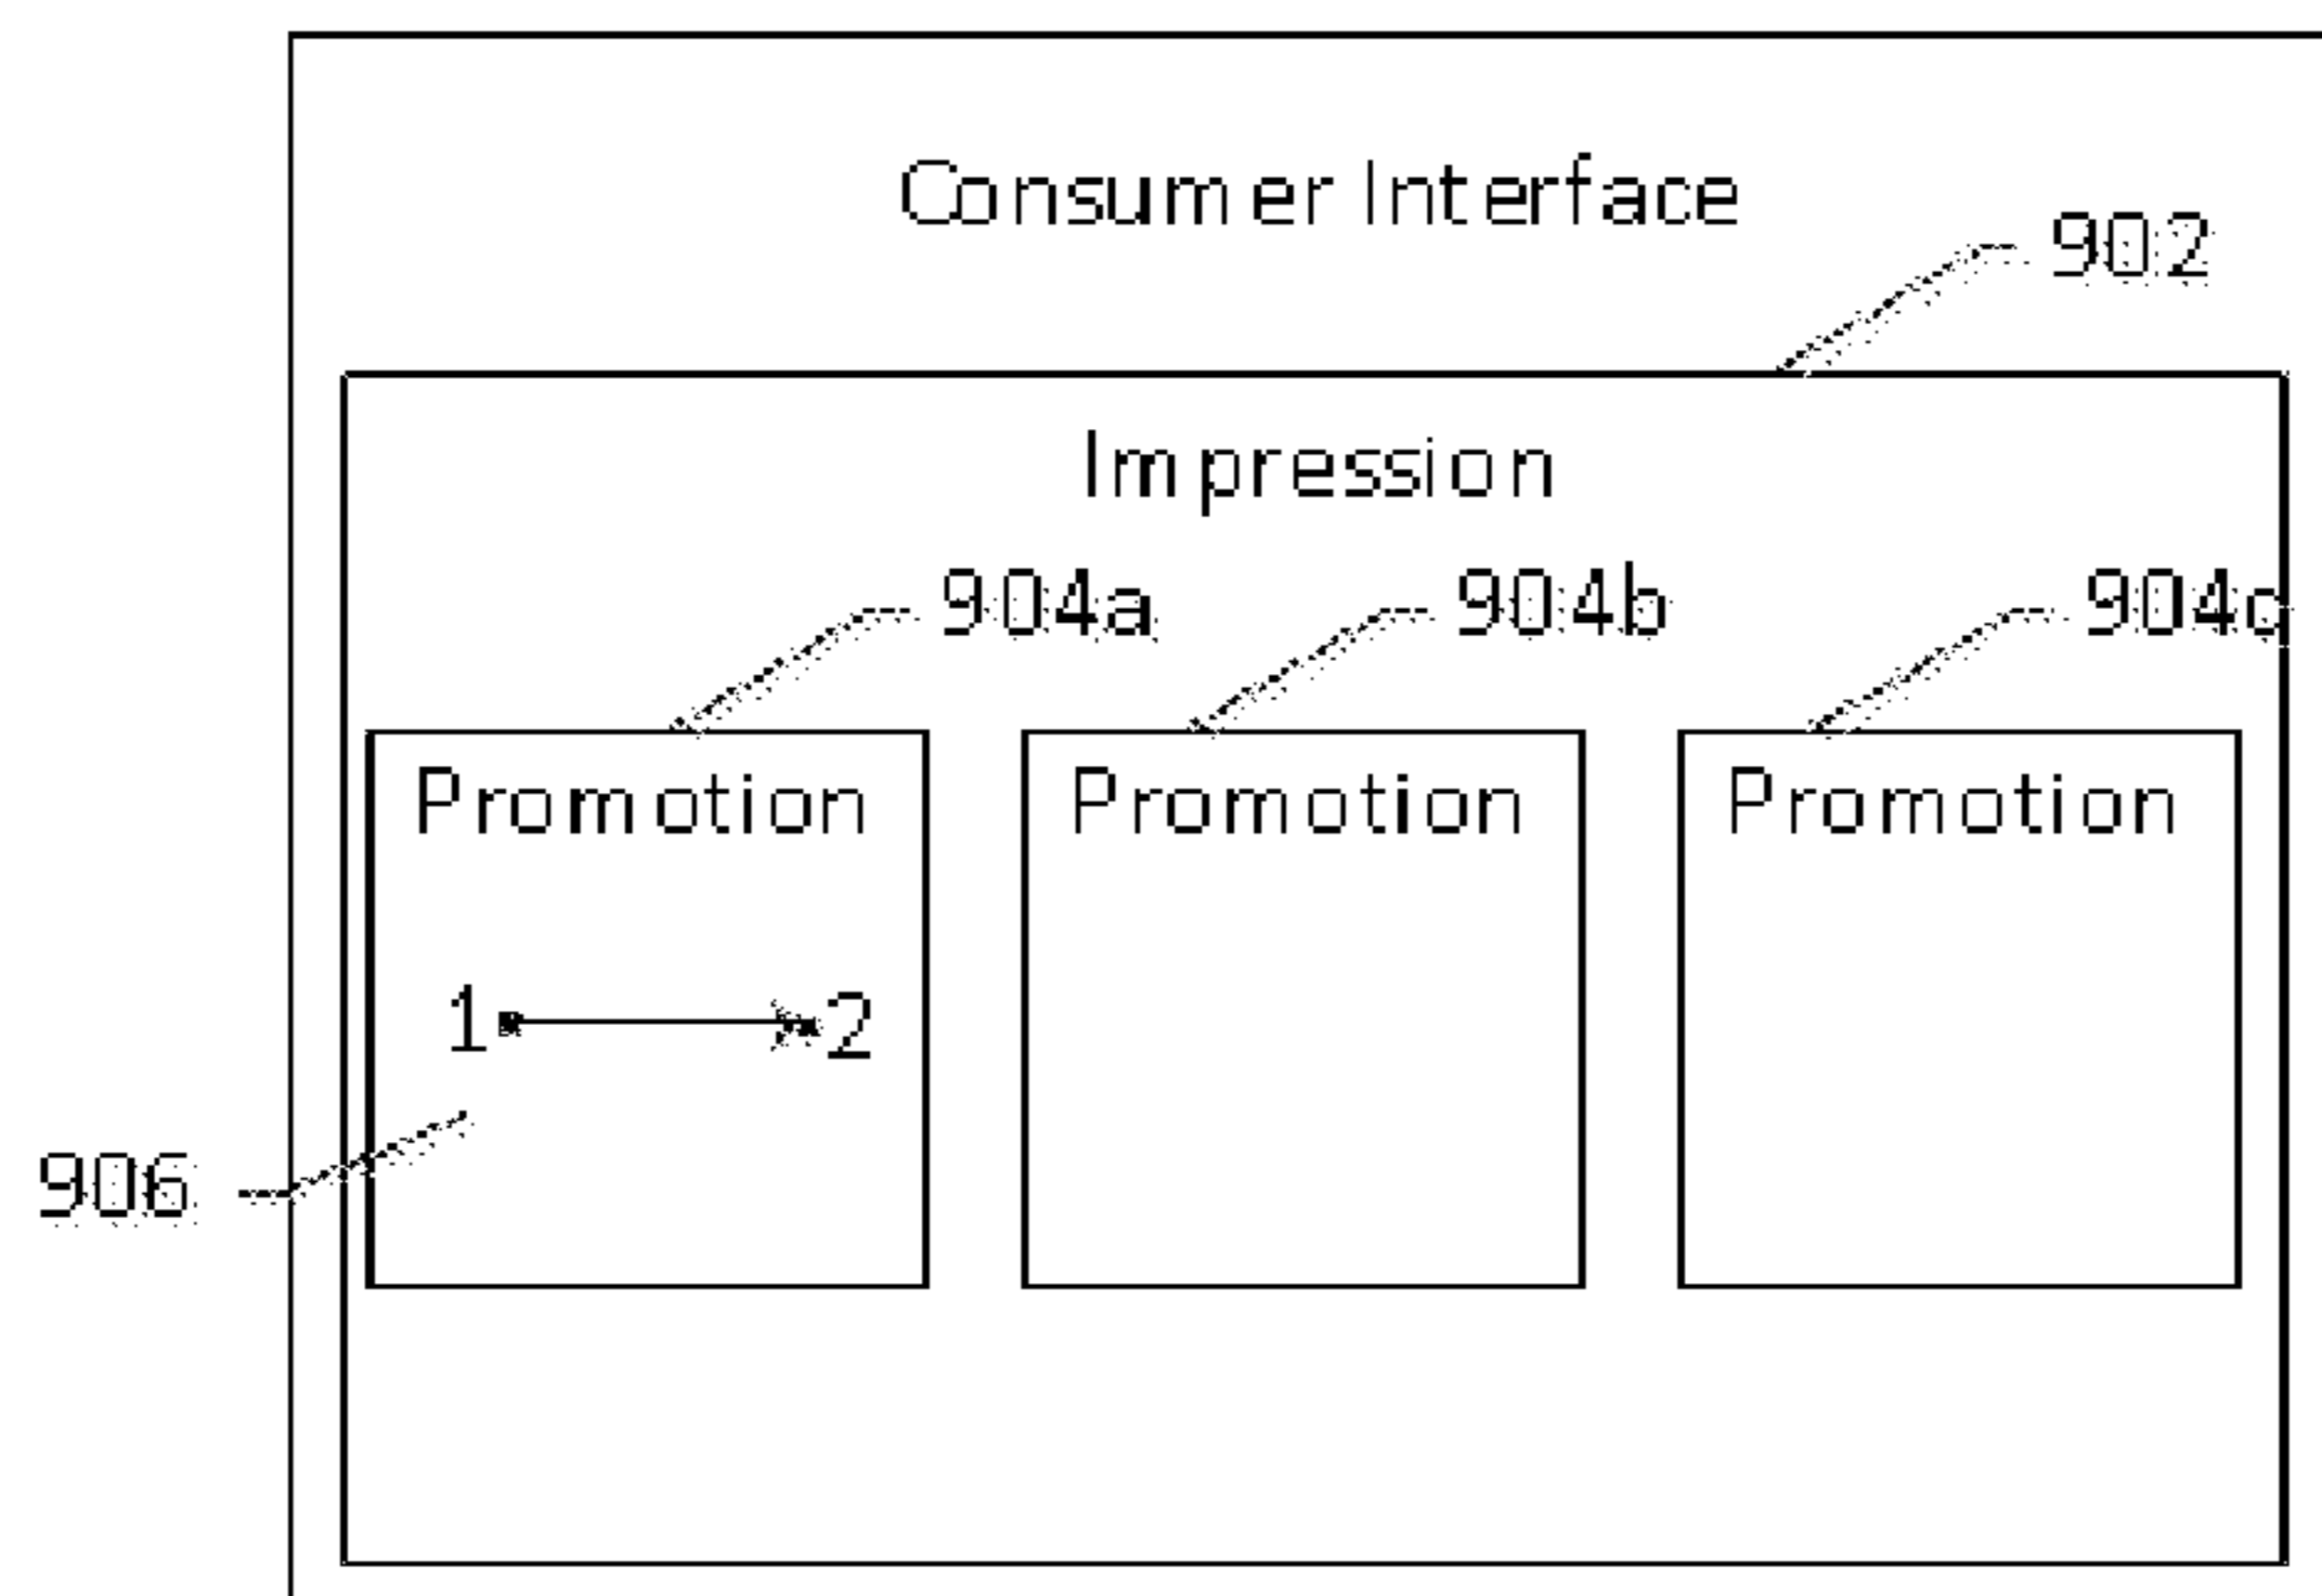 Consumer Interface
902
Impression
904a 904b 904c
Promotion Promotion Promotion
1 2
906